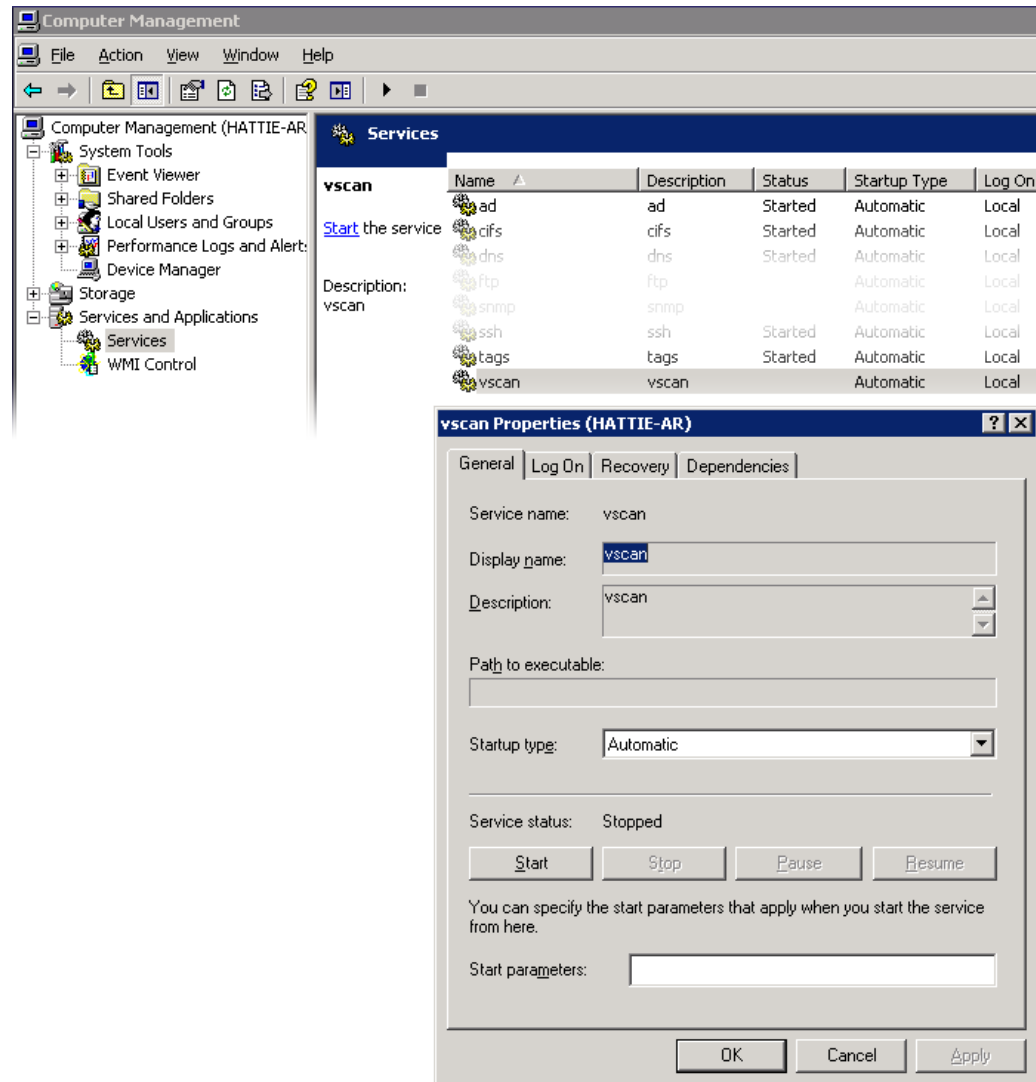 Computer Management
File Action View Window Help
Computer Management (HATTIE-AR
System Tools
Event Viewer
Shared Folders
Local Users and Groups
Performance Logs and Alert
Device Manager
Storage
Services and Applications
Services
WMI Control
Services
vscan
Start the service
Description:
vscan
Name Description Status Startup Type Log On
ad ad Started Automatic Local
cifs cifs Started Automatic Local
dns dns Started Automatic Local
ftp ftp Automatic Local
snmp snmp Automatic Local
ssh ssh Started Automatic Local
tags tags Started Automatic Local
vscan vscan Automatic Local
vscan Properties (HATTIE-AR)
General Log On Recovery Dependencies
Service name: vscan
Display name: vscan
Description: vscan
Path to executable:
Startup type: Automatic
Service status: Stopped
Start Stop Pause Resume
You can specify the start parameters that apply when you start the service
from here.
Start parameters:
OK Cancel Apply